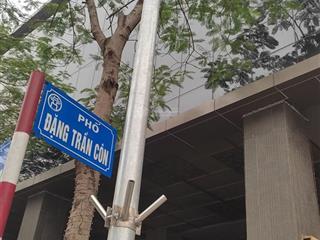 PHỐ
ĐẶNG TRẦN CÔN